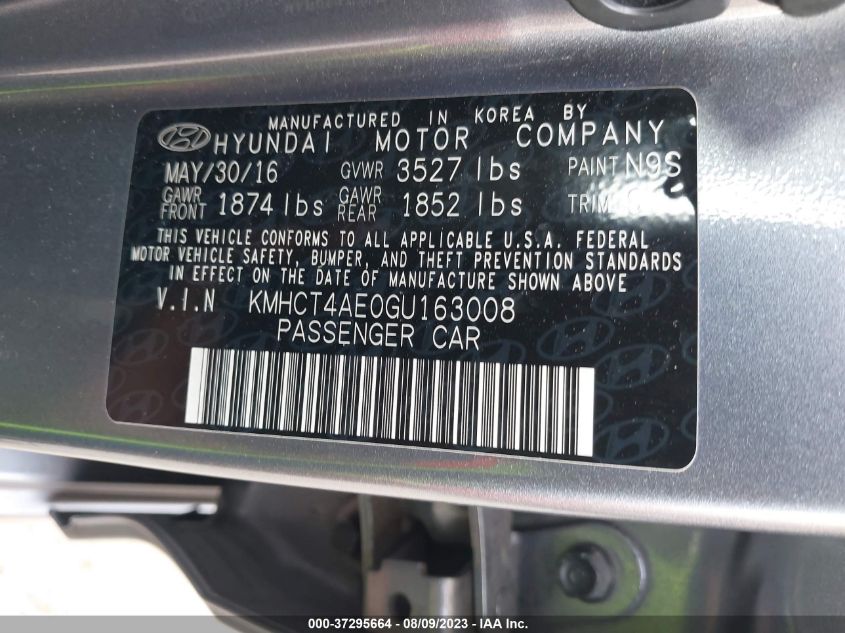 MANUFACTURED IN KOREA BY
HYUNDAI MOTOR COMPANY
MAY/30/16 GVWR 3527 lbs PAINT N9S
GAWR FRONT 1874 lbs GAWR REAR 1852 lbs TRIM
THIS VEHICLE CONFORMS TO ALL APPLICABLE U.S.A. FEDERAL
MOTOR VEHICLE SAFETY, BUMPER, AND THEFT PREVENTION STANDARDS
IN EFFECT ON THE DATE OF MANUFACTURE SHOWN ABOVE
V.I.N KMHCT4AE0GU163008
PASSENGER CAR
000-37295664 / 08/09/2023 - IAA Inc.